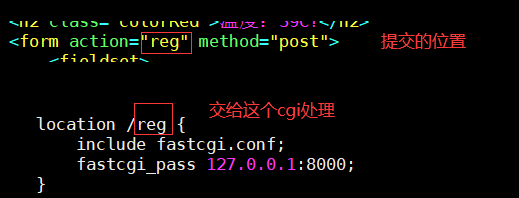 <h2 class="colorRed">温度: 39c!</h2>
<form action="reg" method="post"> 提交的位置
<fieldset>
交给这个cgi处理
location /reg {
include fastcgi.conf;
fastcgi_pass 127.0.0.1:8000;
}